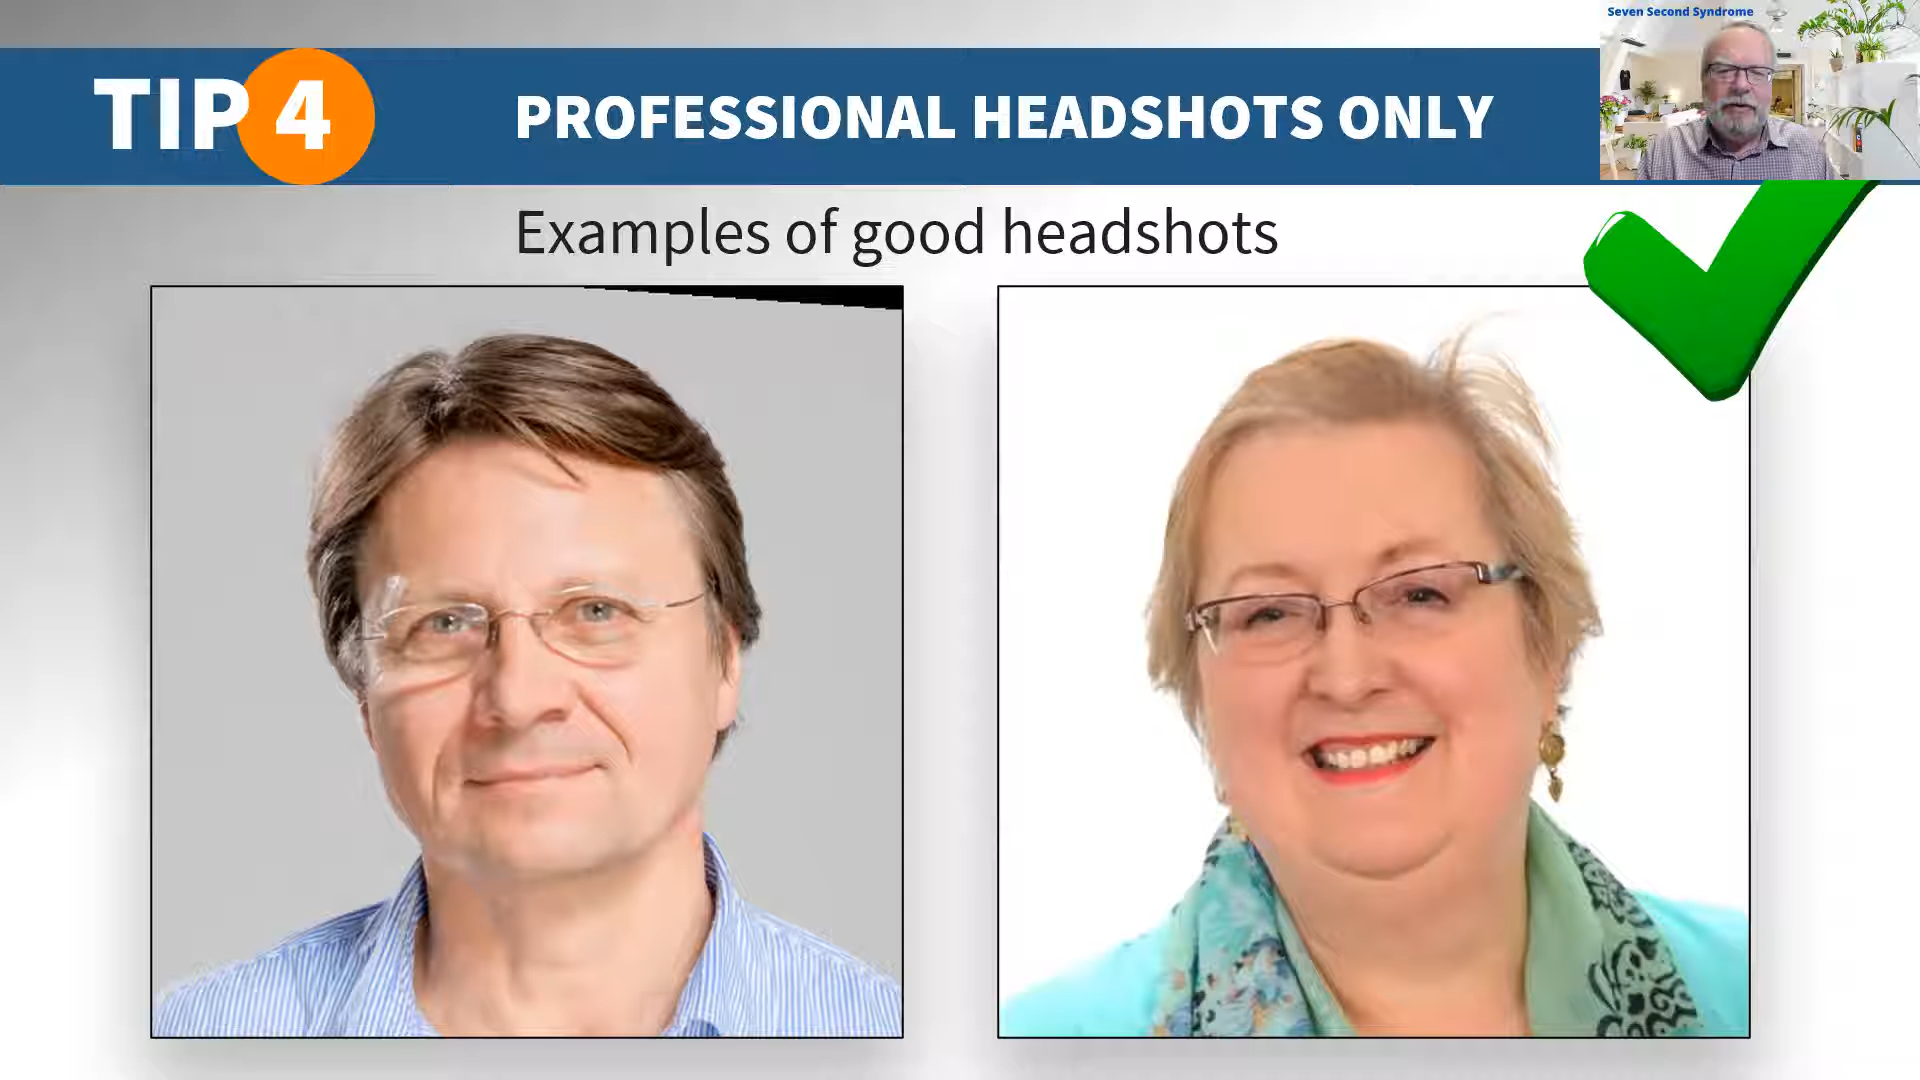 Seven Second Syndrome
TIP 4
PROFESSIONAL HEADSHOTS ONLY
Examples of good headshots